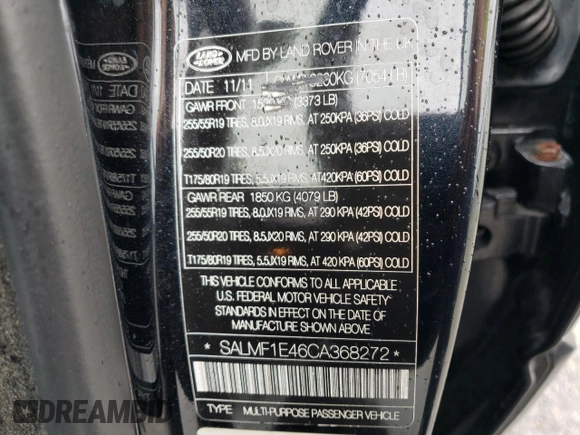 LAND ROVER
MFD BY LAND ROVER IN THE UK
DATE 11/11
GAWR FRONT (3373 LB)
255/55R19 TIRES, 8.0JX19 RIMS, AT 250KPA (36PSI) COLD
255/50R20 TIRES, 8.5JX20 RIMS, AT 250KPA (36PSI) COLD
T175/80R19 TIRES, 5.5JX19 RIMS, AT 420KPA (60PSI) COLD
GAWR REAR 1850 KG (4079 LB)
255/55R19 TIRES, 8.0JX19 RIMS, AT 290 KPA (42PSI) COLD
255/50R20 TIRES, 8.5JX20 RIMS, AT 290 KPA (42PSI) COLD
T175/80R19 TIRES, 5.5JX19 RIMS, AT 420 KPA (60PSI) COLD
THIS VEHICLE CONFORMS TO ALL APPLICABLE
U.S. FEDERAL MOTOR VEHICLE SAFETY
STANDARDS IN EFFECT ON THE DATE OF
MANUFACTURE SHOWN ABOVE.
* SALMF1E46CA368272 *
TYPE MULTI-PURPOSE PASSENGER VEHICLE
DREAMBID